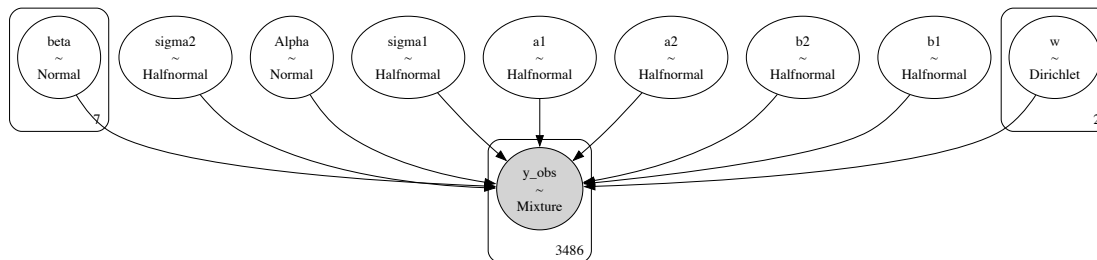 beta
~
Normal
7
sigma2
~
Halfnormal
Alpha
~
Normal
sigma1
~
Halfnormal
a1
~
Halfnormal
a2
~
Halfnormal
b2
~
Halfnormal
b1
~
Halfnormal
w
~
Dirichlet
2
y_obs
~
Mixture
3486